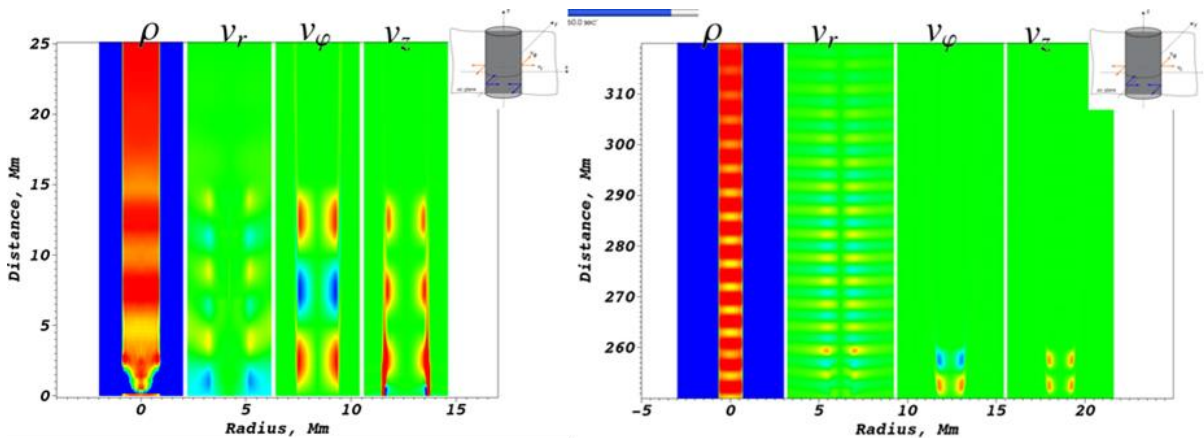 ρ v_r v_φ v_z
25
20
15
10
5
0
Distance, Mm
0 5 10 15
Radius, Mm
50.0 sec'
ρ v_r v_φ v_z
310
300
290
280
270
260
Distance, Mm
-5 0 5 10 15 20
Radius, Mm